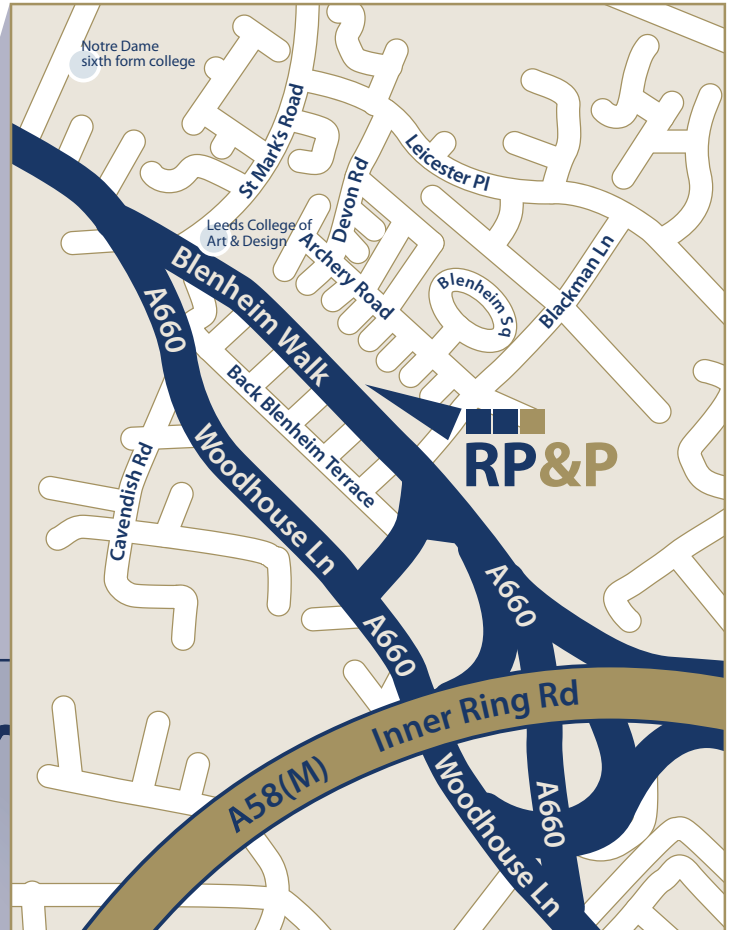 Notre Dame
sixth form college
St Mark's Road
Leicester Pl
Devon Rd
Leeds College of
Art & Design
Archery Road
Blackman Ln
Blenheim Sq
Blenheim Walk
A660
Back Blenheim Terrace
RP&P
Woodhouse Ln
Cavendish Rd
A660
A660
Inner Ring Rd
A58(M)
Woodhouse Ln
A660